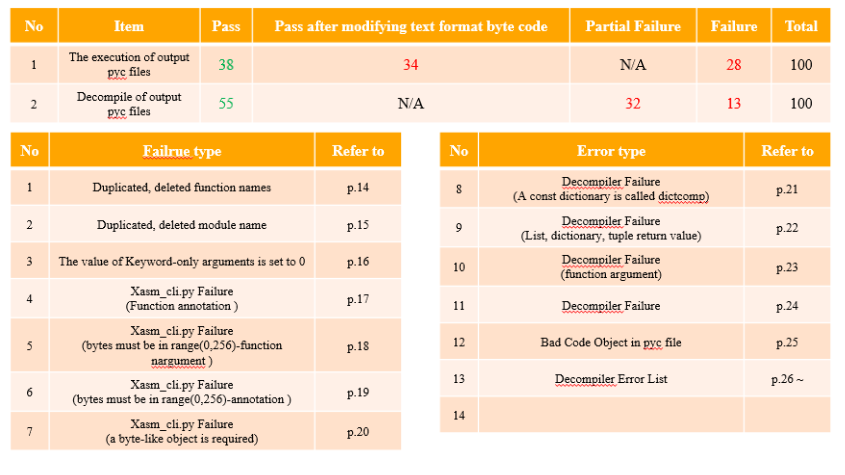 No Item Pass Pass after modifying text format byte code Partial Failure Failure Total
1 The execution of output pyc files 38 34 N/A 28 100
2 Decompile of output pyc files 55 N/A 32 13 100
No Failrue type Refer to
1 Duplicated, deleted function names p.14
2 Duplicated, deleted module name p.15
3 The value of Keyword-only arguments is set to 0 p.16
4 Xasm_cli.py Failure
(Function annotation ) p.17
5 Xasm_cli.py Failure
(bytes must be in range(0,256)-function
nargument ) p.18
6 Xasm_cli.py Failure
(bytes must be in range(0,256)-annotation ) p.19
7 Xasm_cli.py Failure
(a byte-like object is required) p.20
No Error type Refer to
8 Decompiler Failure
(A const dictionary is called dictcomp) p.21
9 Decompiler Failure
(List, dictionary, tuple return value) p.22
10 Decompiler Failure
(function argument) p.23
11 Decompiler Failure p.24
12 Bad Code Object in pyc file p.25
13 Decompiler Error List p.26 ~
14